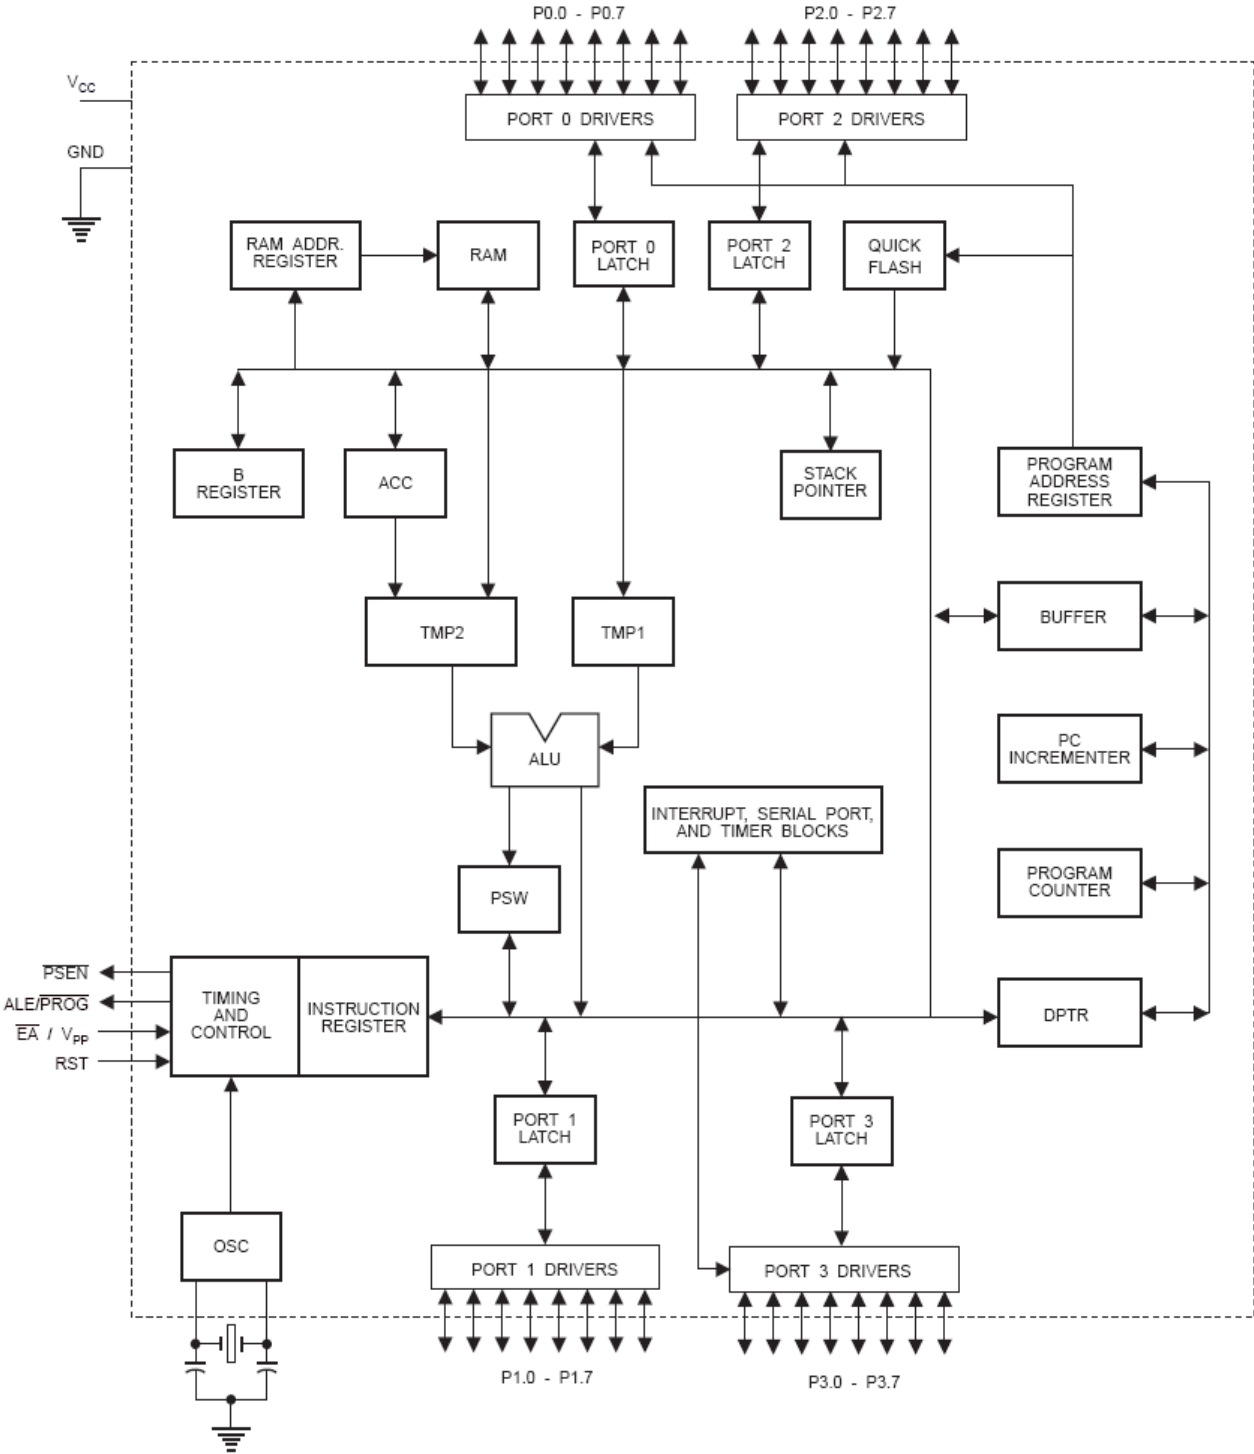 P0.0 - P0.7
P2.0 - P2.7
VCC
GND
PORT 0 DRIVERS
PORT 2 DRIVERS
RAM ADDR.
REGISTER
RAM
PORT 0
LATCH
PORT 2
LATCH
QUICK
FLASH
B
REGISTER
ACC
STACK
POINTER
PROGRAM
ADDRESS
REGISTER
BUFFER
TMP2
TMP1
ALU
PC
INCREMENTER
INTERRUPT, SERIAL PORT,
AND TIMER BLOCKS
PSW
PROGRAM
COUNTER
PSEN
ALE/PROG
EA / VPP
RST
TIMING
AND
CONTROL
INSTRUCTION
REGISTER
DPTR
PORT 1
LATCH
PORT 3
LATCH
OSC
PORT 1 DRIVERS
PORT 3 DRIVERS
P1.0 - P1.7
P3.0 - P3.7